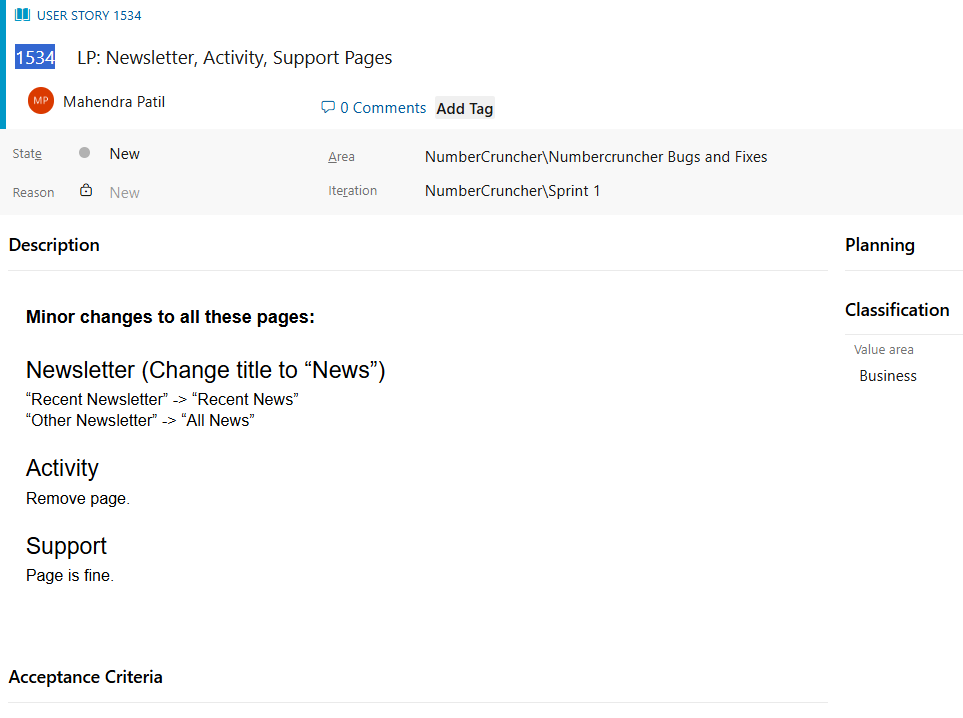 USER STORY 1534
1534 LP: Newsletter, Activity, Support Pages
MP Mahendra Patil
0 Comments Add Tag
State New
Area NumberCruncher\Numbercruncher Bugs and Fixes
Reason New
Iteration NumberCruncher\Sprint 1
Description
Planning
Minor changes to all these pages:
Classification
Value area
Business
Newsletter (Change title to “News”)
“Recent Newsletter” -> “Recent News”
“Other Newsletter” -> “All News”
Activity
Remove page.
Support
Page is fine.
Acceptance Criteria